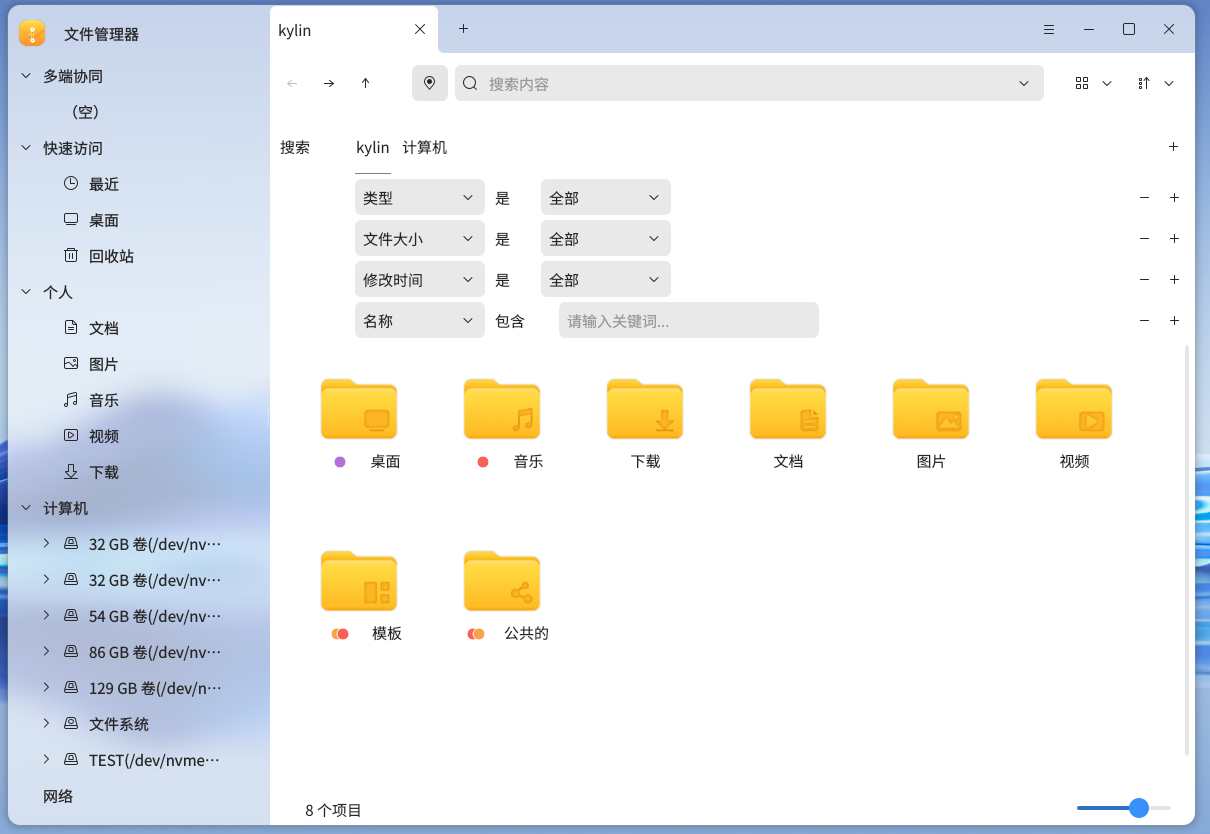 文件管理器
多端协同
（空）
快速访问
最近
桌面
回收站
个人
文档
图片
音乐
视频
下载
计算机
32 GB 卷(/dev/nv···
32 GB 卷(/dev/nv···
54 GB 卷(/dev/nv···
86 GB 卷(/dev/nv···
129 GB 卷(/dev/n···
文件系统
TEST(/dev/nvme···
网络
kylin
搜索内容
搜索 kylin 计算机
类型 是 全部
文件大小 是 全部
修改时间 是 全部
名称 包含 请输入关键词...
桌面 音乐 下载 文档 图片 视频
模板 公共的
8 个项目